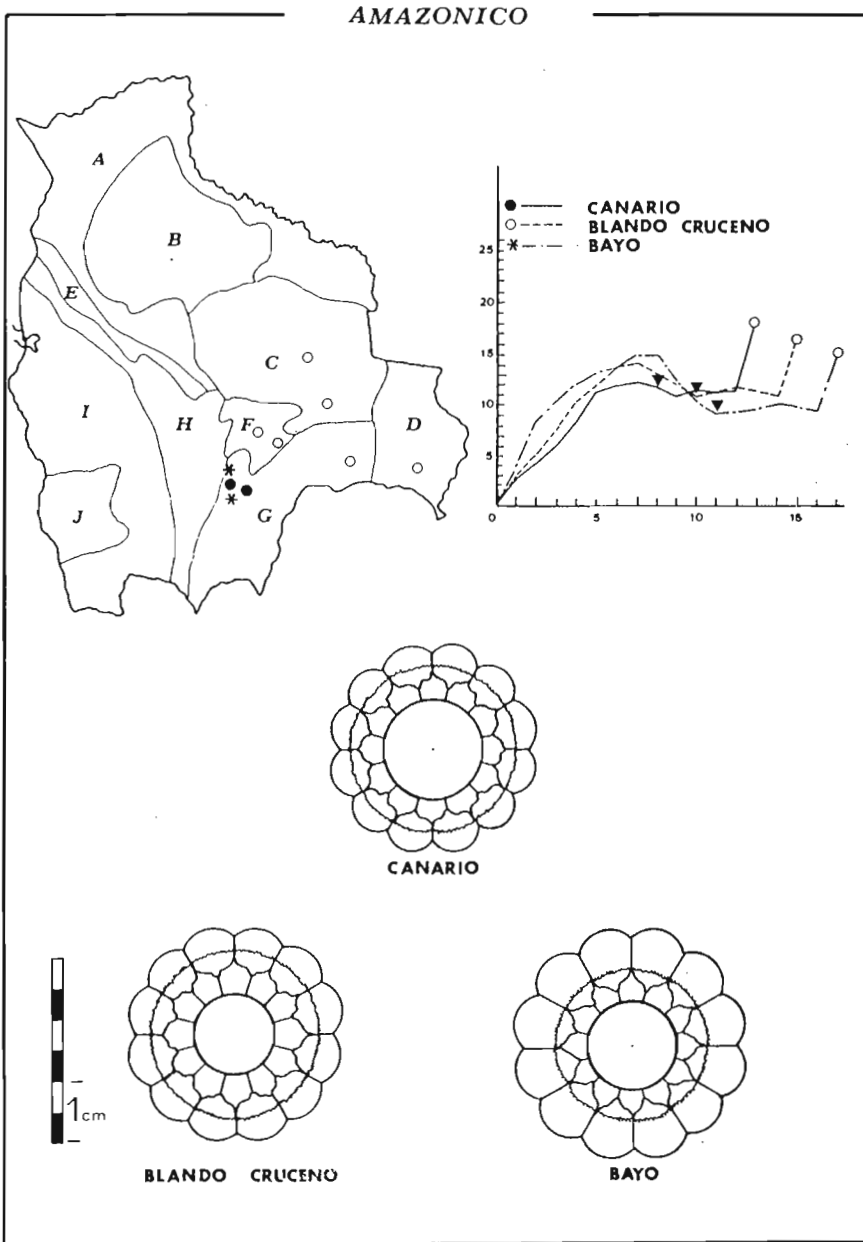 AMAZONICO
A
B
E
C
I
H
F
D
G
J
CANARIO
BLANDO CRUCENO
BAYO
25
20
15
10
5
0
5
10
15
CANARIO
1cm
BLANDO CRUCENO
BAYO